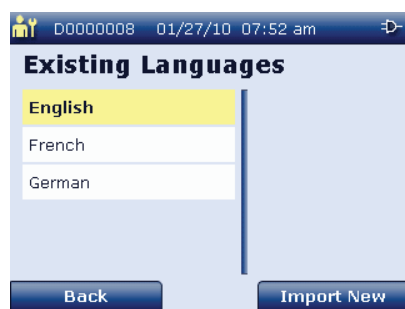 D0000008 01/27/10 07:52 am
Existing Languages
English
French
German
Back Import New